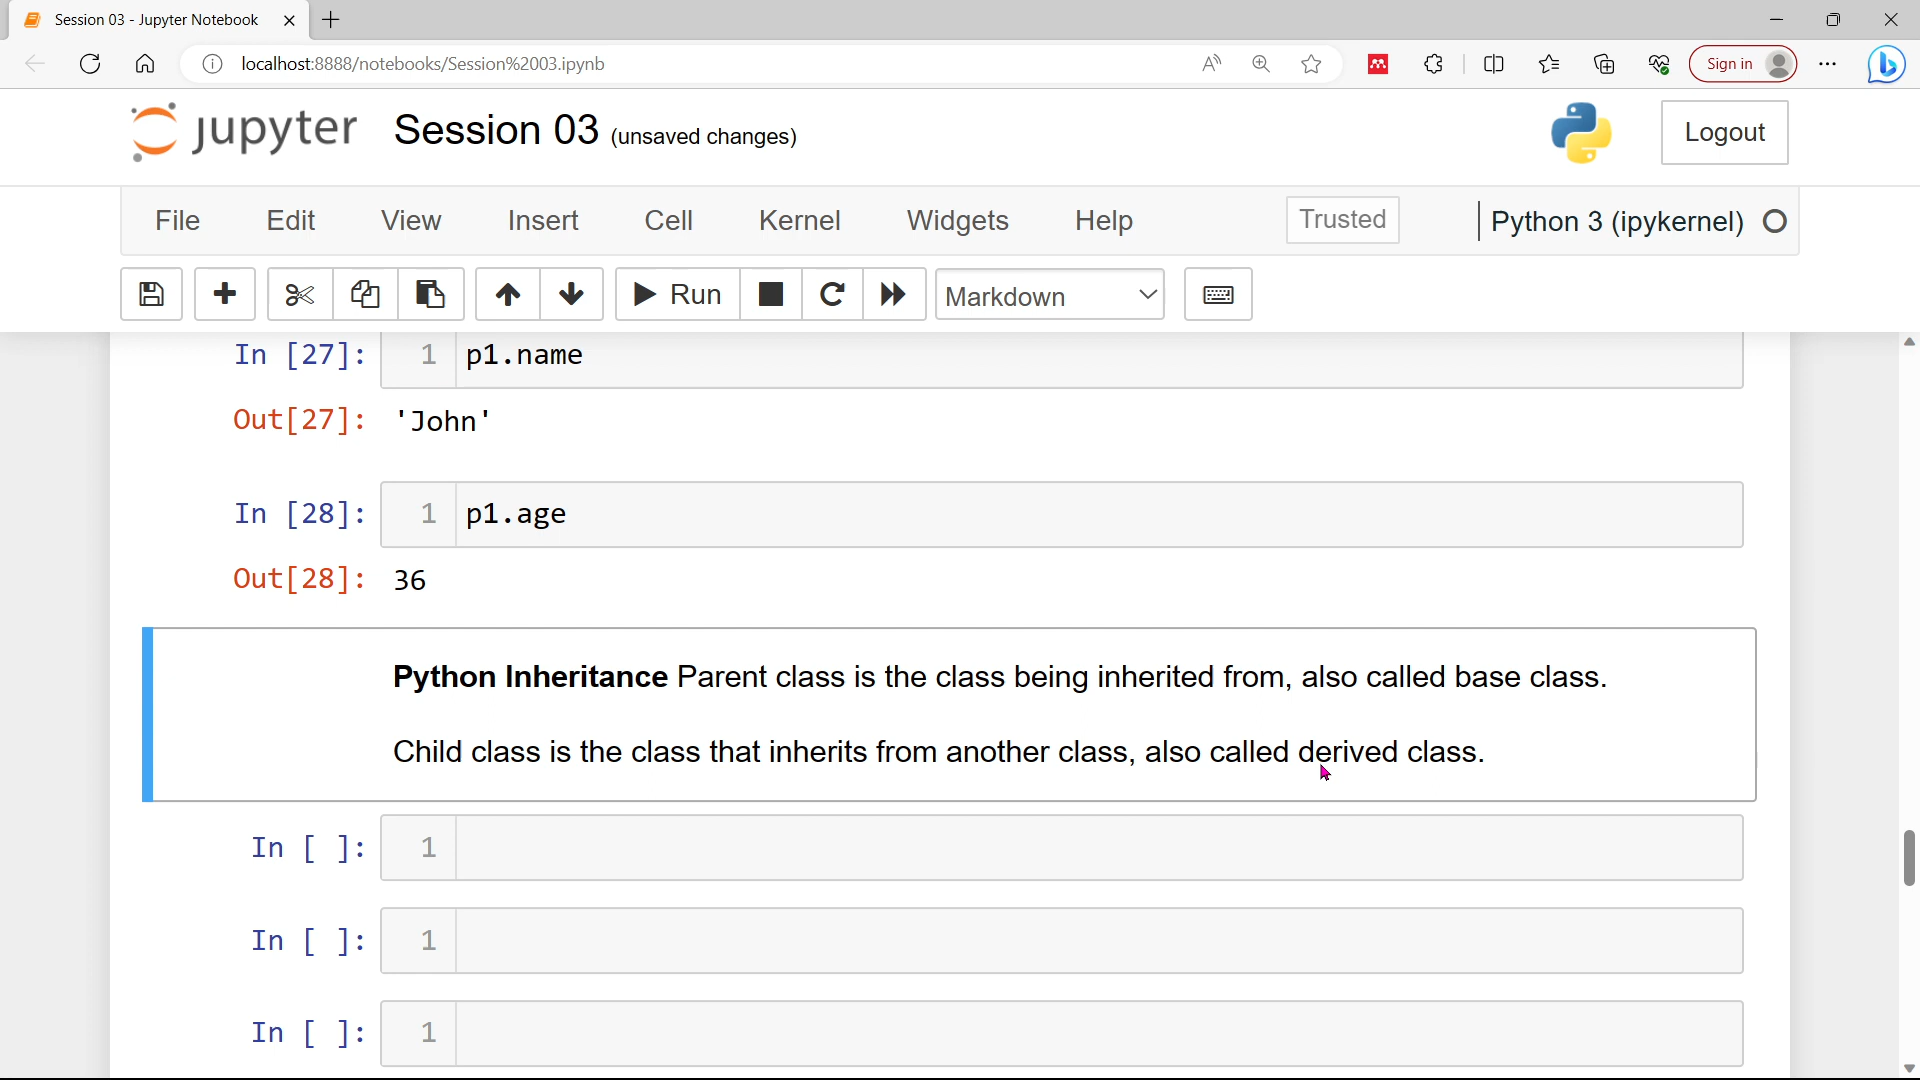 Session 03 - Jupyter Notebook
localhost:8888/notebooks/Session%2003.ipynb
Sign in
jupyter Session 03 (unsaved changes)
Logout
File Edit View Insert Cell Kernel Widgets Help Trusted Python 3 (ipykernel)
Run Markdown
In [27]: 1 p1.name
Out[27]: 'John'
In [28]: 1 p1.age
Out[28]: 36
Python Inheritance Parent class is the class being inherited from, also called base class.
Child class is the class that inherits from another class, also called derived class.
In [ ]: 1
In [ ]: 1
In [ ]: 1